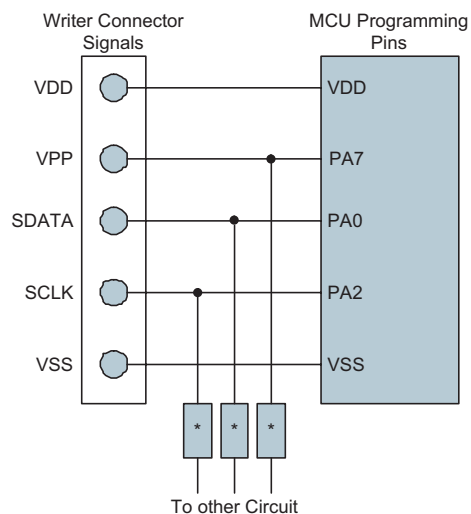 Writer Connector
Signals
MCU Programming
Pins
VDD
VDD
VPP
PA7
SDATA
PA0
SCLK
PA2
VSS
VSS
* * *
To other Circuit